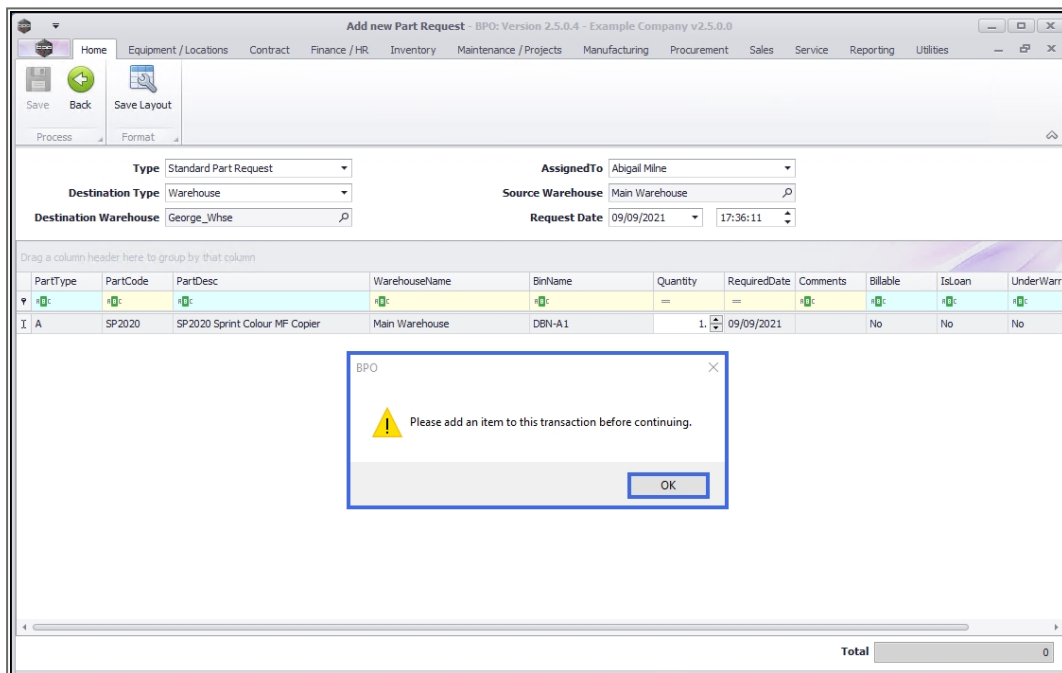 Add new Part Request - BPO: Version 2.5.0.4 - Example Company v2.5.0.0
Home Equipment / Locations Contract Finance / HR Inventory Maintenance / Projects Manufacturing Procurement Sales Service Reporting Utilities
Save Back Save Layout
Process Format
Type Standard Part Request AssignedTo Abigail Milne
Destination Type Warehouse Source Warehouse Main Warehouse
Destination Warehouse George_Whse Request Date 09/09/2021 17:36:11
Drag a column header here to group by that column
PartType PartCode PartDesc WarehouseName BinName Quantity RequiredDate Comments Billable IsLoan UnderWarr
A SP2020 SP2020 Sprint Colour MF Copier Main Warehouse DBN-A1 1. 09/09/2021 No No No
BPO
Please add an item to this transaction before continuing.
OK
Total 0